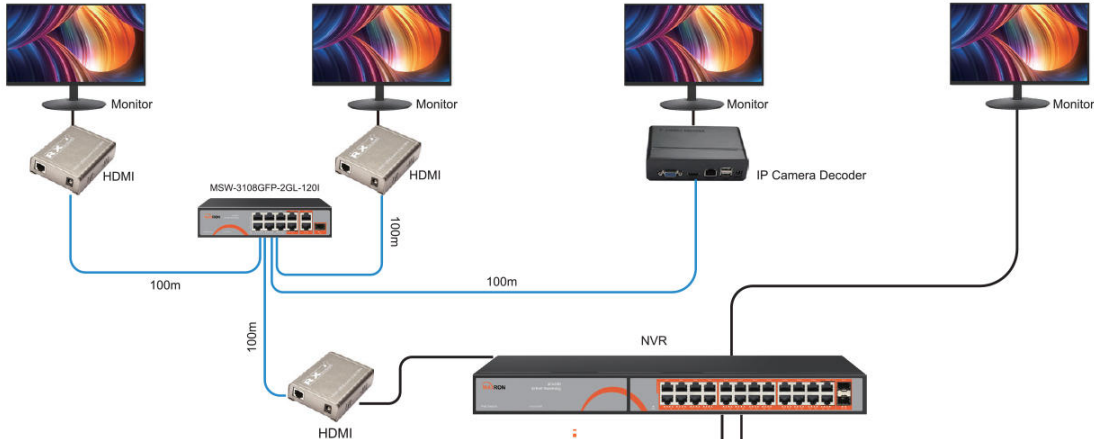 Monitor
Monitor
Monitor
Monitor
HDMI
HDMI
IP Camera Decoder
MSW-3108GFP-2GL-120I
100m
100m
100m
100m
NVR
HDMI